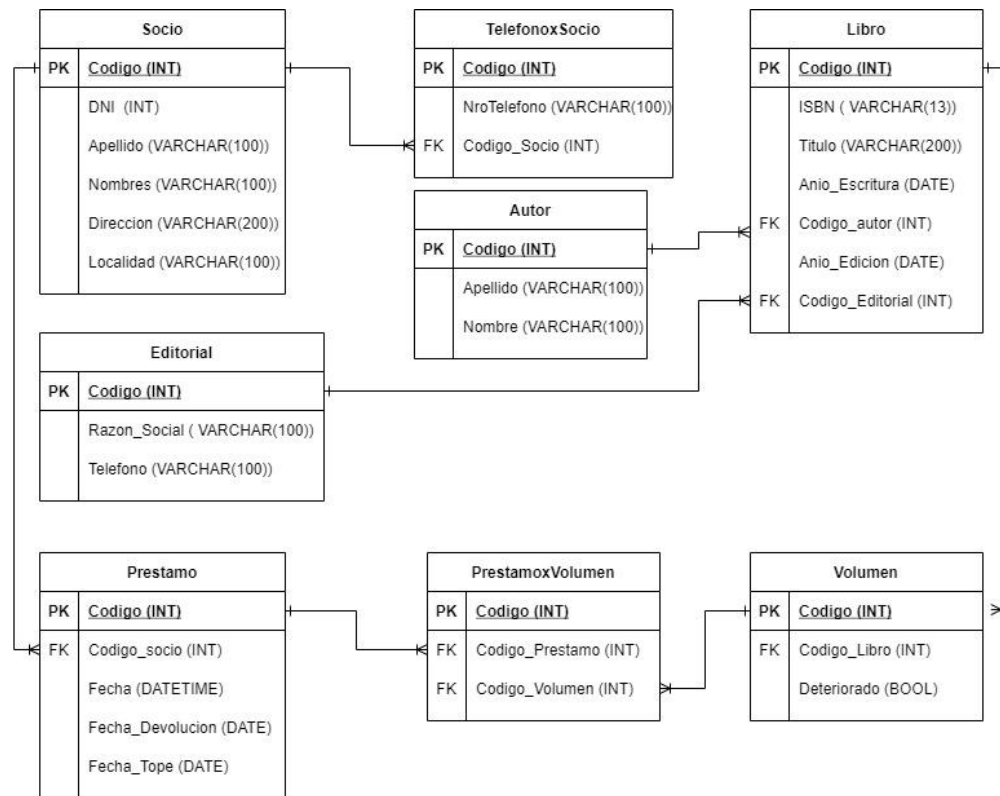 Socio
PK Codigo (INT)
DNI (INT)
Apellido (VARCHAR(100))
Nombres (VARCHAR(100))
Direccion (VARCHAR(200))
Localidad (VARCHAR(100))
TelefonoxSocio
PK Codigo (INT)
NroTelefono (VARCHAR(100))
FK Codigo_Socio (INT)
Libro
PK Codigo (INT)
ISBN ( VARCHAR(13))
Titulo (VARCHAR(200))
Anio_Escritura (DATE)
FK Codigo_autor (INT)
Anio_Edicion (DATE)
FK Codigo_Editorial (INT)
Autor
PK Codigo (INT)
Apellido (VARCHAR(100))
Nombre (VARCHAR(100))
Editorial
PK Codigo (INT)
Razon_Social ( VARCHAR(100))
Telefono (VARCHAR(100))
Prestamo
PK Codigo (INT)
FK Codigo_socio (INT)
Fecha (DATETIME)
Fecha_Devolucion (DATE)
Fecha_Tope (DATE)
PrestamoxVolumen
PK Codigo (INT)
FK Codigo_Prestamo (INT)
FK Codigo_Volumen (INT)
Volumen
PK Codigo (INT)
FK Codigo_Libro (INT)
Deteriorado (BOOL)